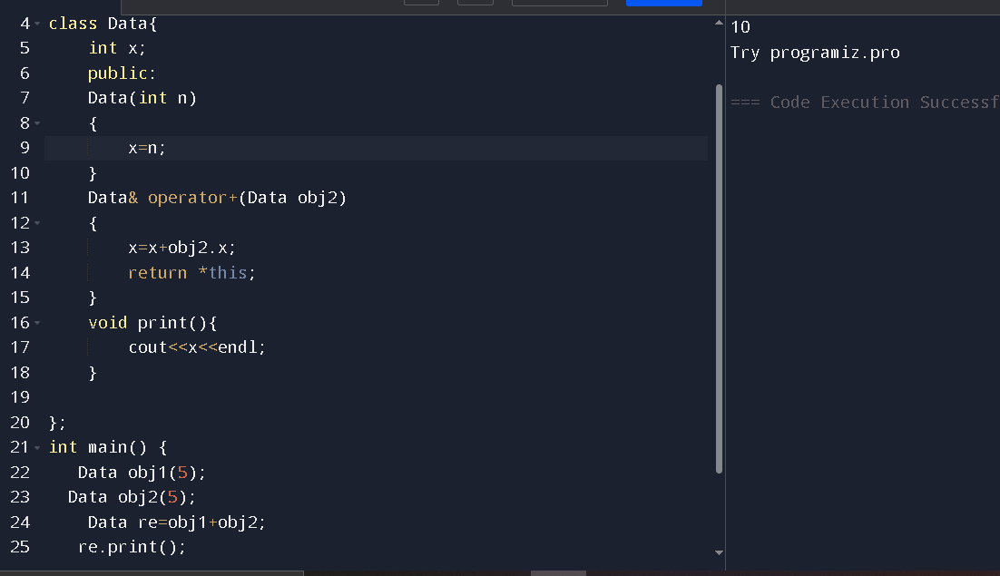 4 class Data{
5 int x;
6 public:
7 Data(int n)
8 {
9 x=n;
10 }
11 Data& operator+(Data obj2)
12 {
13 x=x+obj2.x;
14 return *this;
15 }
16 void print(){
17 cout<<x<<endl;
18 }
19
20 };
21 int main() {
22 Data obj1(5);
23 Data obj2(5);
24 Data re=obj1+obj2;
25 re.print();
10
Try programiz.pro
=== Code Execution Successf